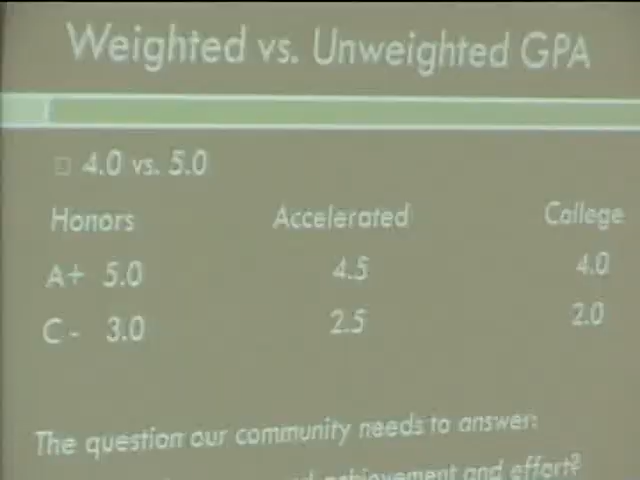 Weighted vs. Unweighted GPA
4.0 vs. 5.0
Honors Accelerated College
A+ 5.0 4.5 4.0
C- 3.0 2.5 2.0
The question our community needs to answer:
achievement and effort?